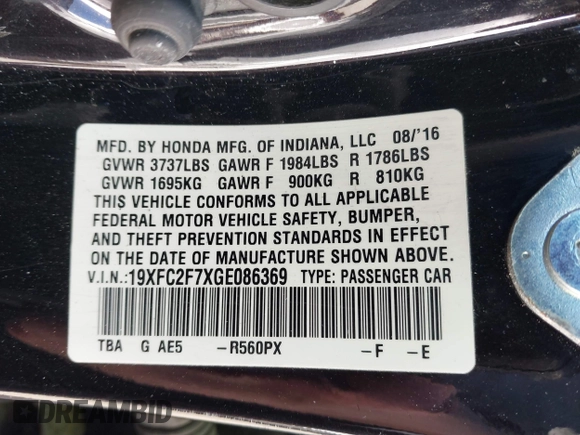 MFD. BY HONDA MFG. OF INDIANA, LLC 08/'16
GVWR 3737LBS GAWR F 1984LBS R 1786LBS
GVWR 1695KG GAWR F 900KG R 810KG
THIS VEHICLE CONFORMS TO ALL APPLICABLE
FEDERAL MOTOR VEHICLE SAFETY, BUMPER,
AND THEFT PREVENTION STANDARDS IN EFFECT
ON THE DATE OF MANUFACTURE SHOWN ABOVE.
V.I.N.:19XFC2F7XGE086369 TYPE: PASSENGER CAR
TBA G AE5 -R560PX -F -E
DREAMBID